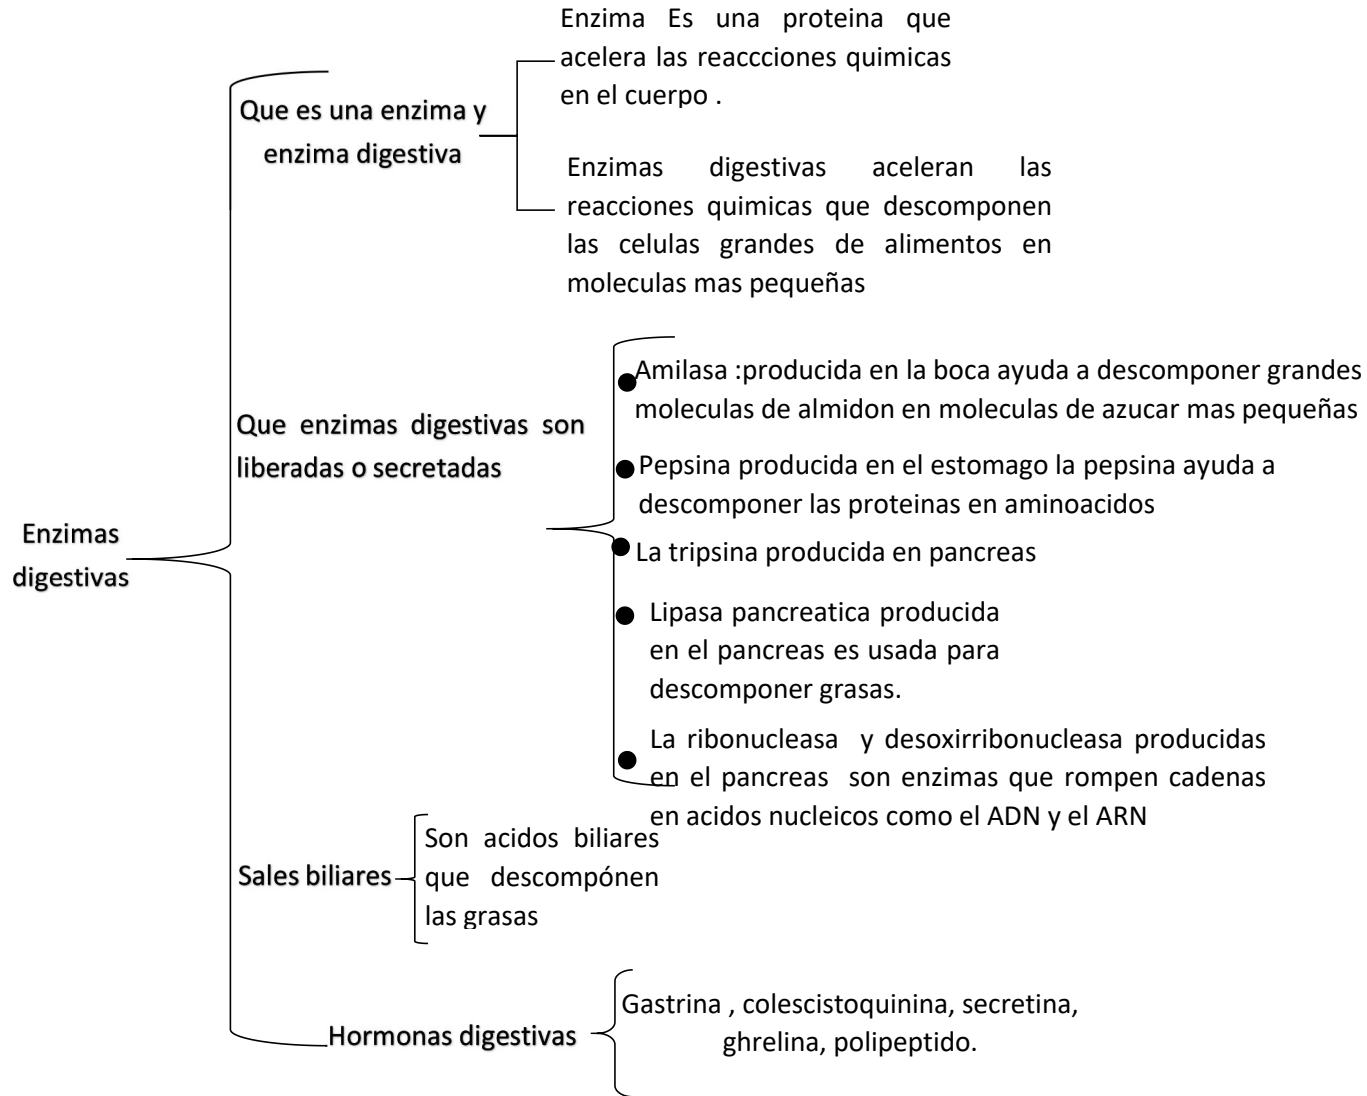 Enzimas
digestivas
Que es una enzima y
enzima digestiva
Enzima Es una proteina que
acelera las reaccciones quimicas
en el cuerpo .
Enzimas digestivas aceleran las
reacciones quimicas que descomponen
las celulas grandes de alimentos en
moleculas mas pequeñas
Que enzimas digestivas son
liberadas o secretadas
Amilasa :producida en la boca ayuda a descomponer grandes
moleculas de almidon en moleculas de azucar mas pequeñas
Pepsina producida en el estomago la pepsina ayuda a
descomponer las proteinas en aminoacidos
La tripsina producida en pancreas
Lipasa pancreatica producida
en el pancreas es usada para
descomponer grasas.
La ribonucleasa y desoxirribonucleasa producidas
en el pancreas son enzimas que rompen cadenas
en acidos nucleicos como el ADN y el ARN
Sales biliares
Son acidos biliares
que descompónen
las grasas
Hormonas digestivas
Gastrina , colescistoquinina, secretina,
ghrelina, polipeptido.